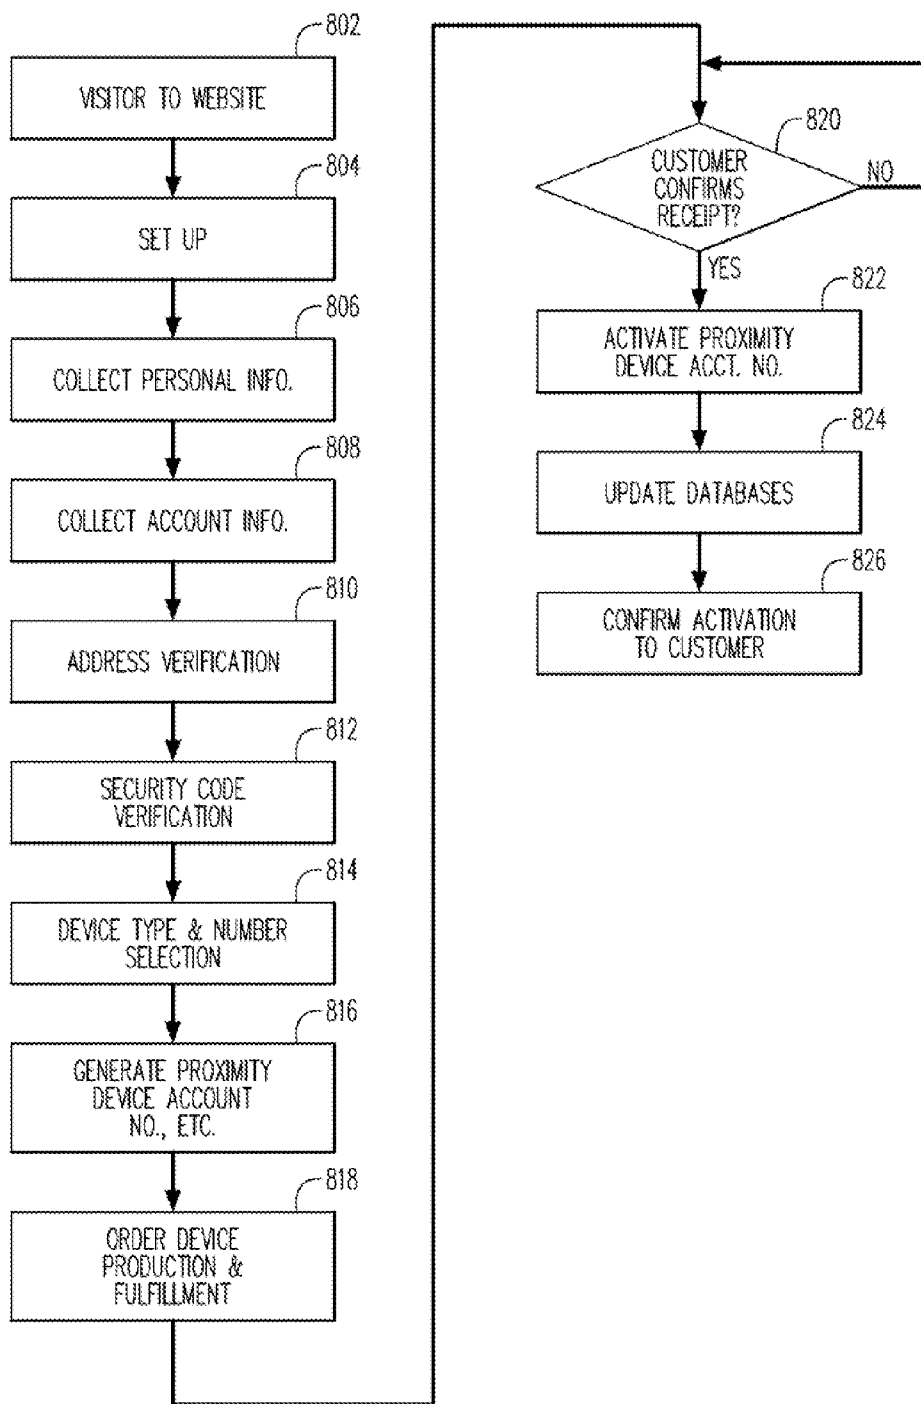 802
VISITOR TO WEBSITE
804
SET UP
806
COLLECT PERSONAL INFO.
808
COLLECT ACCOUNT INFO.
810
ADDRESS VERIFICATION
812
SECURITY CODE
VERIFICATION
814
DEVICE TYPE & NUMBER
SELECTION
816
GENERATE PROXIMITY
DEVICE ACCOUNT
NO., ETC.
818
ORDER DEVICE
PRODUCTION &
FULFILLMENT
820
CUSTOMER
CONFIRMS
RECEIPT?
NO
YES
822
ACTIVATE PROXIMITY
DEVICE ACCT. NO.
824
UPDATE DATABASES
826
CONFIRM ACTIVATION
TO CUSTOMER